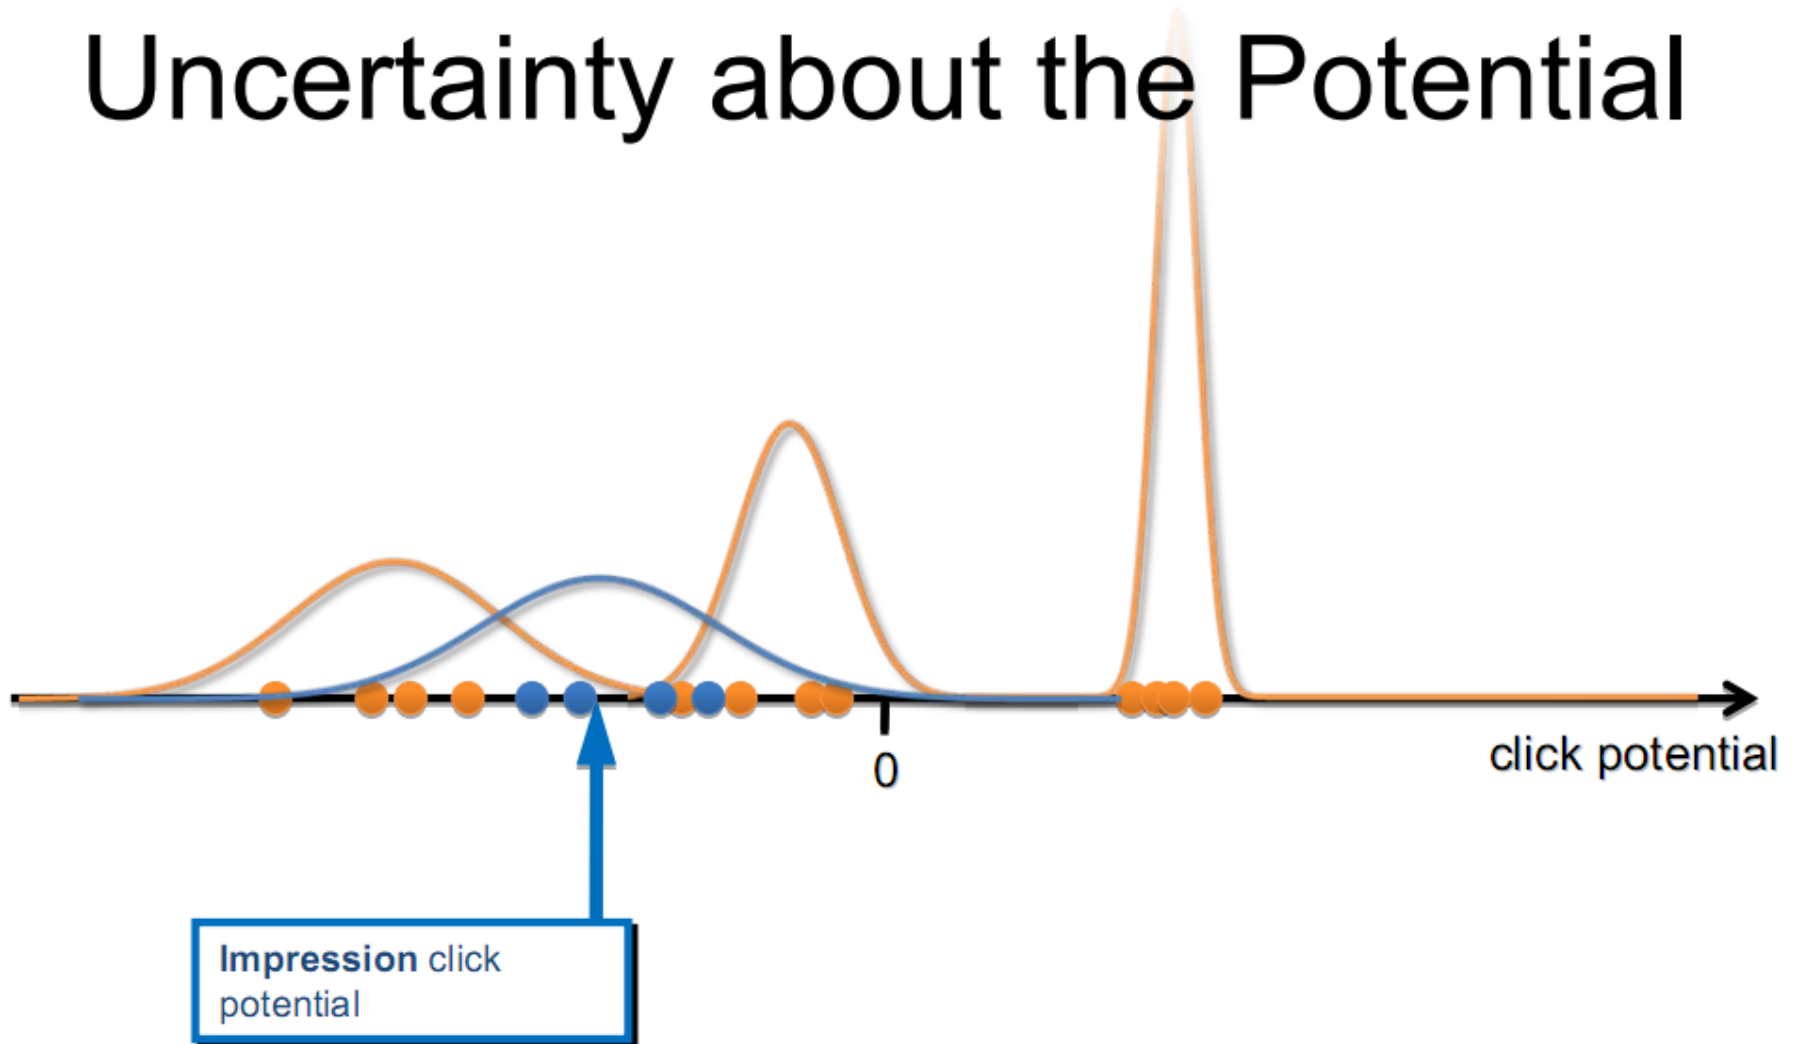 Uncertainty about the Potential
0
click potential
Impression click
potential